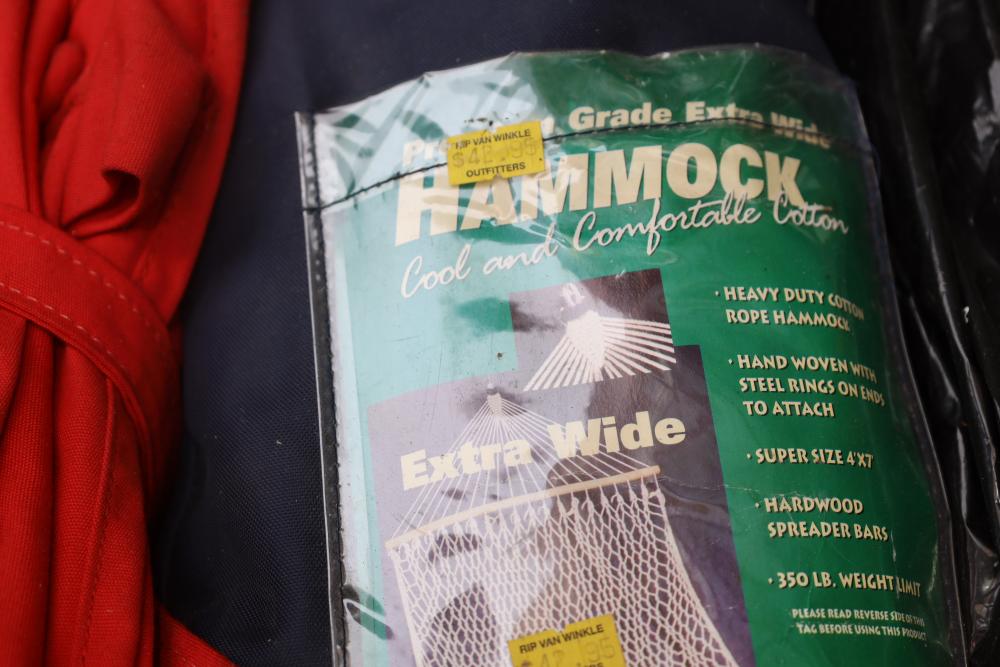 Grade Extra Wide
RIP VAN WINKLE
OUTFITTERS
HAMMOCK
Cool and Comfortable Cotton
· HEAVY DUTY COTTON
ROPE HAMMOCK
· HAND WOVEN WITH
STEEL RINGS ON ENDS
TO ATTACH
Extra Wide
· SUPER SIZE 4'X7'
· HARDWOOD
SPREADER BARS
· 350 LB. WEIGHT LIMIT
PLEASE READ REVERSE SIDE OF THIS
TAG BEFORE USING THIS PRODUCT
RIP VAN WINKLE